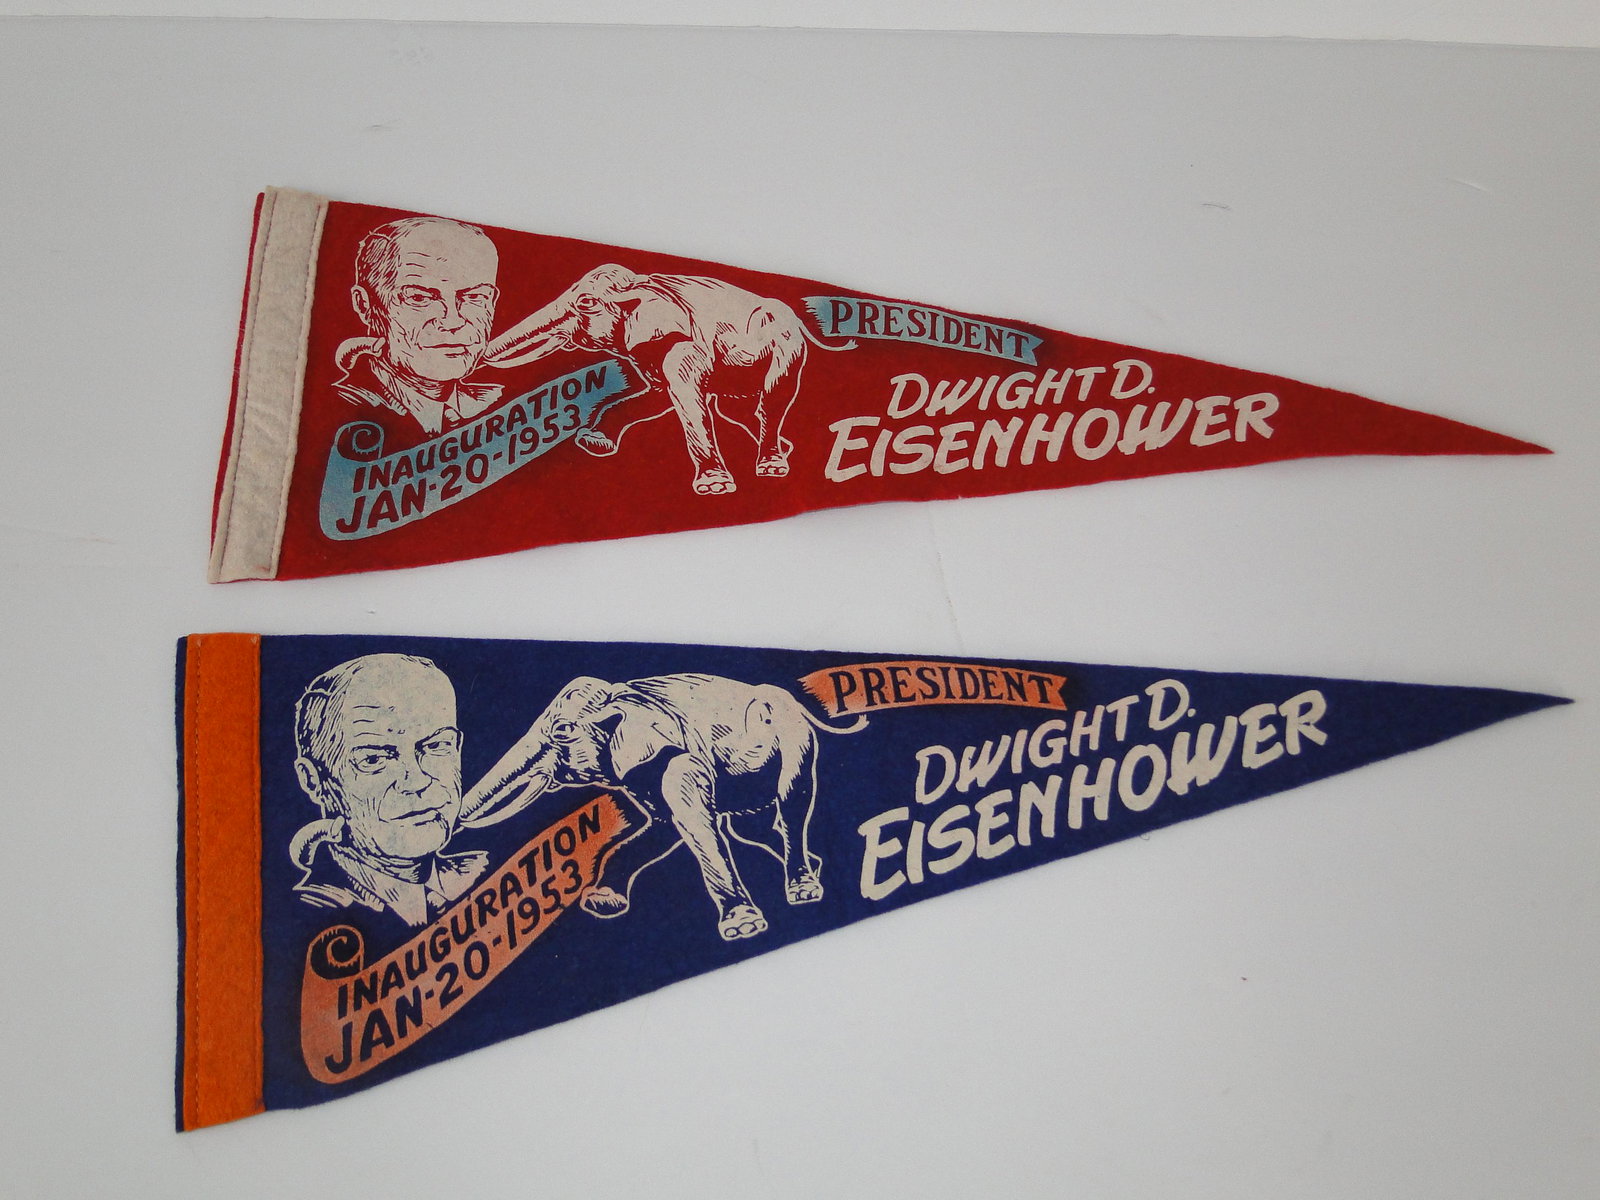 PRESIDENT
DWIGHT D.
EISENHOWER
INAUGURATION
JAN-20-1953
PRESIDENT
DWIGHT D.
EISENHOWER
INAUGURATION
JAN-20-1953